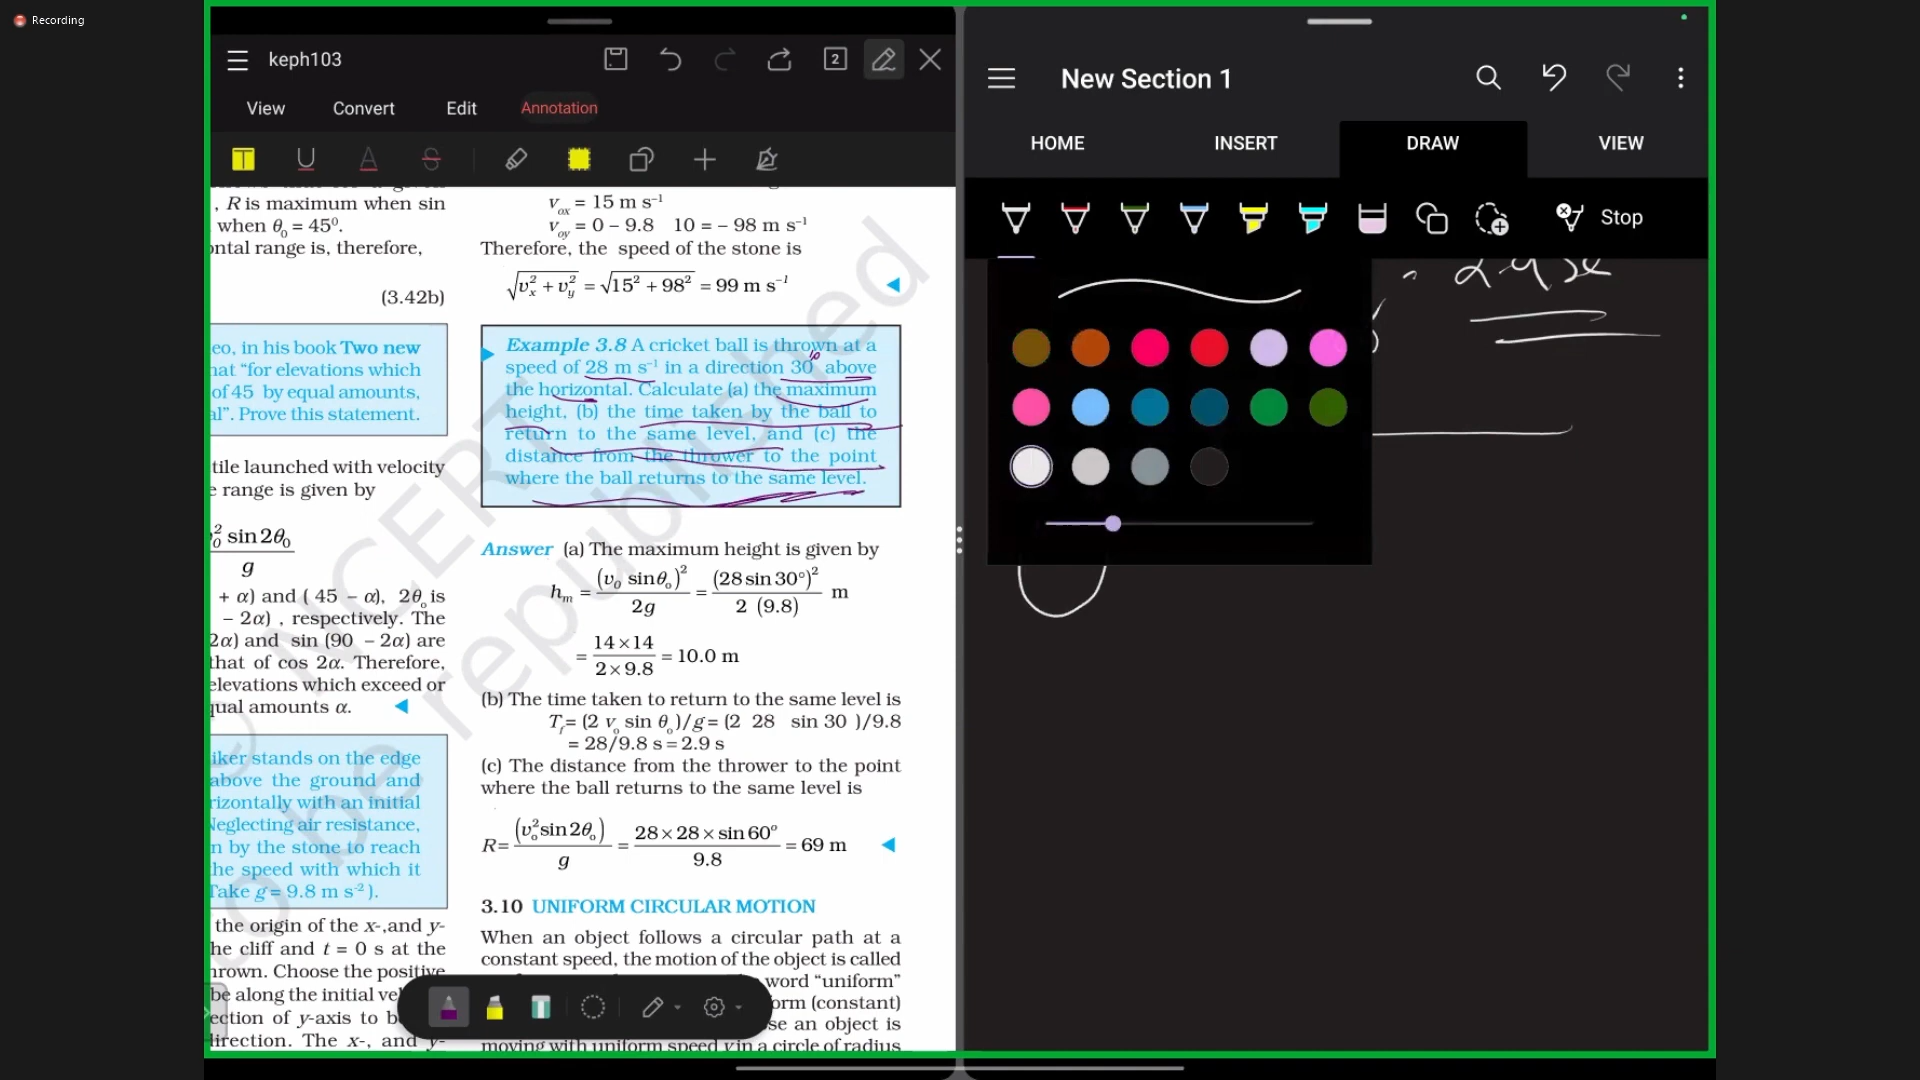 Recording
keph103
View Convert Edit Annotation
, R is maximum when sin
when θ0 = 45⁰.
ontal range is, therefore,
(3.42b)
eo, in his book Two new
hat “for elevations which
of 45 by equal amounts,
al”. Prove this statement.
tile launched with velocity
e range is given by
sin 2θ0
g
+ α) and ( 45 – α), 2θo is
– 2α) , respectively. The
2α) and sin (90 – 2α) are
that of cos 2α. Therefore,
elevations which exceed or
qual amounts α.
iker stands on the edge
above the ground and
rizontally with an initial
Neglecting air resistance,
n by the stone to reach
the speed with which it
Take g = 9.8 m s⁻² ).
the origin of the x-,and y-
he cliff and t = 0 s at the
hrown. Choose the positive
be along the initial
ection of y-axis to
direction. The x-, and y-
vox = 15 m s⁻¹
voy = 0 – 9.8 10 = – 98 m s⁻¹
Therefore, the speed of the stone is
√vx² + vy² = √15² + 98² = 99 m s⁻¹
Example 3.8 A cricket ball is thrown at a
speed of 28 m s⁻¹ in a direction 30 above
the horizontal. Calculate (a) the maximum
height, (b) the time taken by the ball to
return to the same level, and (c) the
distance from the thrower to the point
where the ball returns to the same level.
Answer (a) The maximum height is given by
hm = (vo sinθo)² / 2g = (28 sin 30°)² / 2 (9.8) m
= 14 × 14 / 2 × 9.8 = 10.0 m
(b) The time taken to return to the same level is
Tf = (2 vo sin θo)/g = (2 28 sin 30 )/9.8
= 28/9.8 s = 2.9 s
(c) The distance from the thrower to the point
where the ball returns to the same level is
R = (vo² sin 2θo) / g = 28 × 28 × sin 60° / 9.8 = 69 m
3.10 UNIFORM CIRCULAR MOTION
When an object follows a circular path at a
constant speed, the motion of the object is called
word “uniform”
orm (constant)
se an object is
moving with uniform speed v in a circle of radius
© NCERT
be republished
New Section 1
HOME INSERT DRAW VIEW
Stop